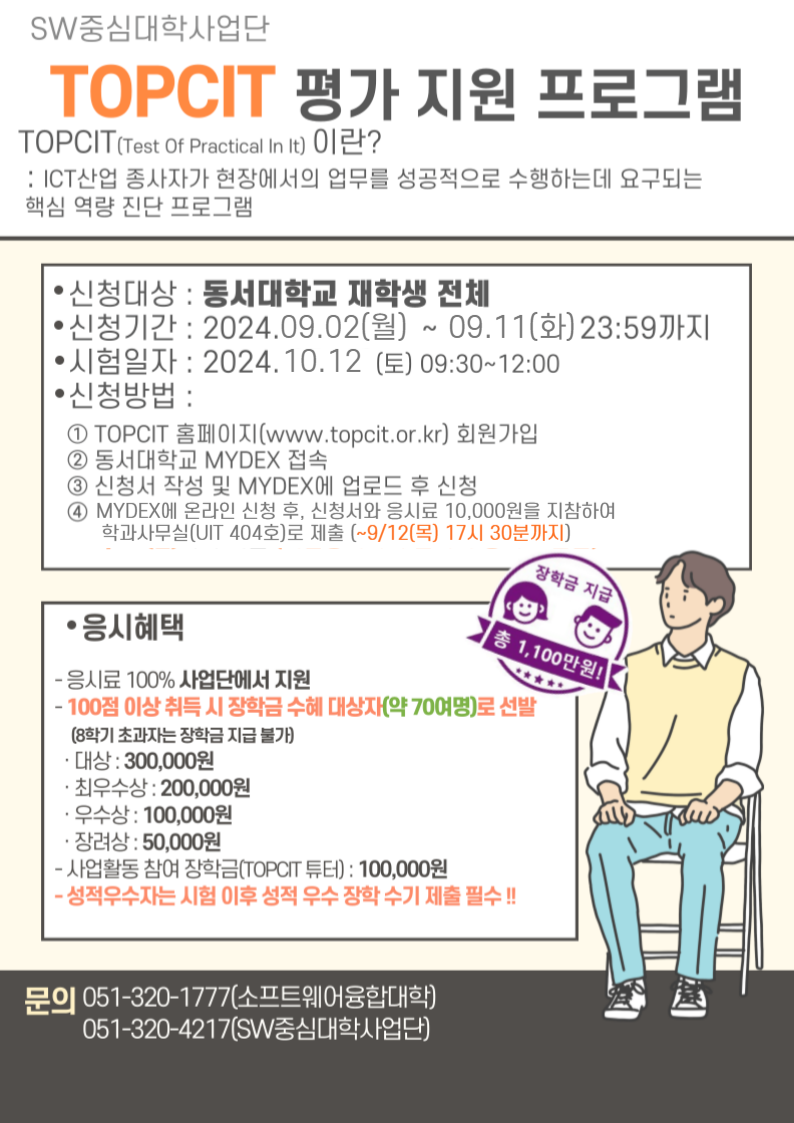 SW중심대학사업단
TOPCIT 평가 지원 프로그램
TOPCIT(Test Of Practical In It) 이란?
: ICT산업 종사자가 현장에서의 업무를 성공적으로 수행하는데 요구되는
핵심 역량 진단 프로그램
•신청대상 : 동서대학교 재학생 전체
•신청기간 : 2024.09.02(월) ~ 09.11(화)23:59까지
•시험일자 : 2024.10.12 (토) 09:30~12:00
•신청방법 :
① TOPCIT 홈페이지(www.topcit.or.kr) 회원가입
② 동서대학교 MYDEX 접속
③ 신청서 작성 및 MYDEX에 업로드 후 신청
④ MYDEX에 온라인 신청 후, 신청서와 응시료 10,000원을 지참하여
학과사무실(UIT 404호)로 제출 (~9/12(목) 17시 30분까지)
장학금 지급
총 1,100만원!
• 응시혜택
- 응시료 100% 사업단에서 지원
- 100점 이상 취득 시 장학금 수혜 대상자(약 70여명)로 선발
(8학기 초과자는 장학금 지급 불가)
· 대상 : 300,000원
· 최우수상 : 200,000원
· 우수상 : 100,000원
· 장려상 : 50,000원
- 사업활동 참여 장학금(TOPCIT 튜터) : 100,000원
- 성적우수자는 시험 이후 성적 우수 장학 수기 제출 필수 !!
문의 051-320-1777(소프트웨어융합대학)
051-320-4217(SW중심대학사업단)